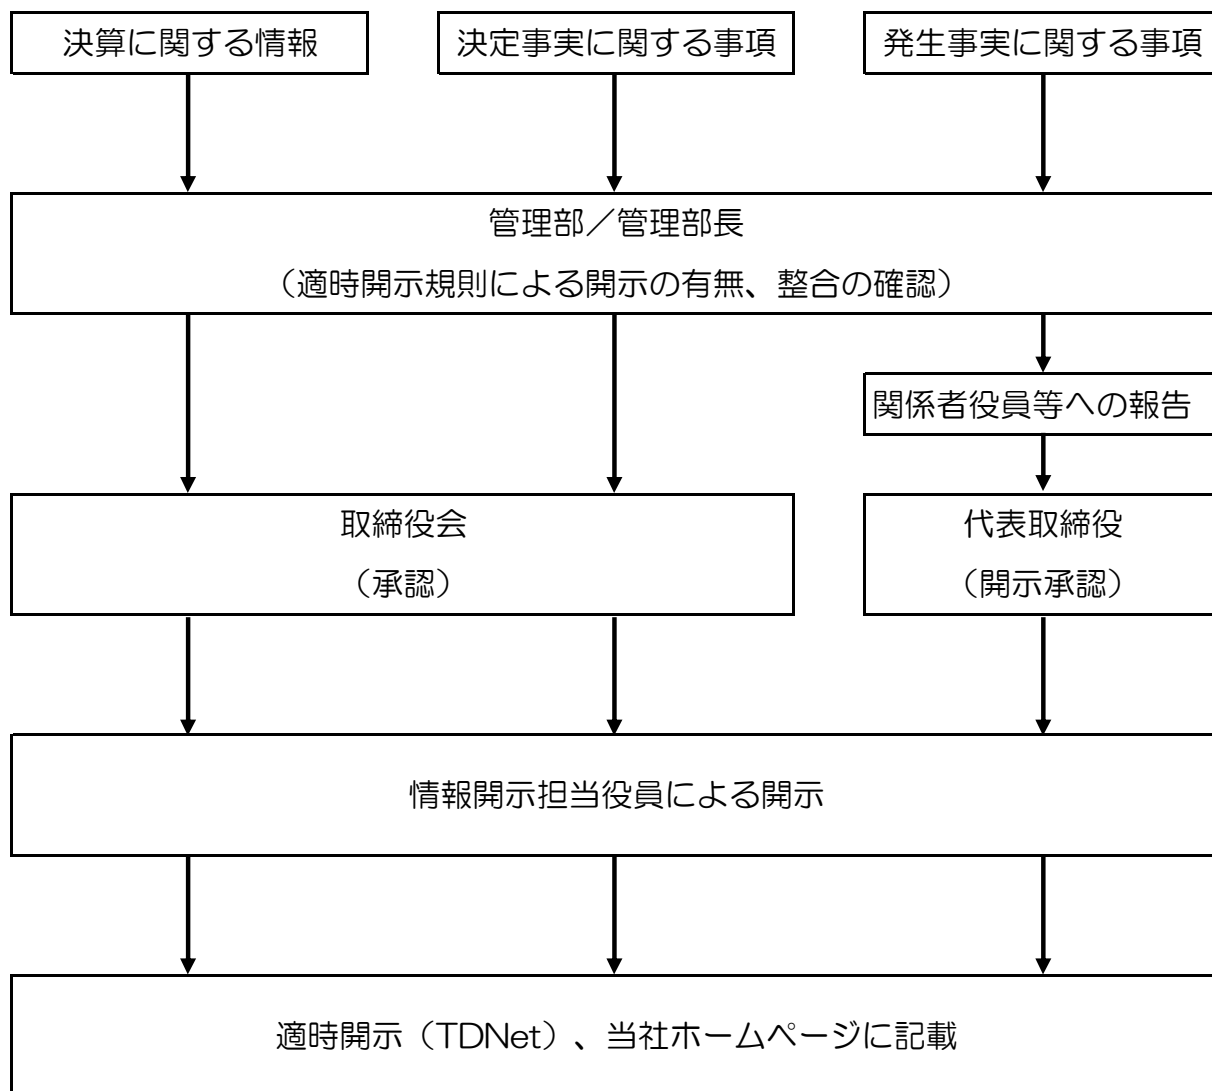 決算に関する情報
決定事実に関する事項
発生事実に関する事項
管理部／管理部長
（適時開示規則による開示の有無、整合の確認）
関係者役員等への報告
取締役会
（承認）
代表取締役
（開示承認）
情報開示担当役員による開示
適時開示（TDNet）、当社ホームページに記載